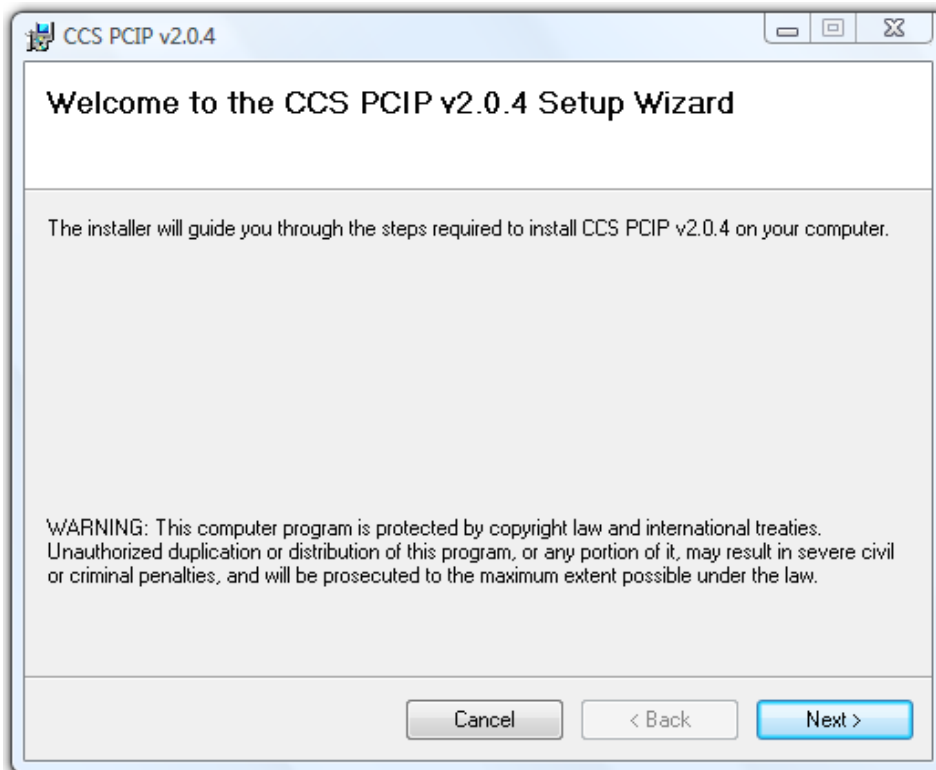 CCS PCIP v2.0.4
Welcome to the CCS PCIP v2.0.4 Setup Wizard
The installer will guide you through the steps required to install CCS PCIP v2.0.4 on your computer.
WARNING: This computer program is protected by copyright law and international treaties.
Unauthorized duplication or distribution of this program, or any portion of it, may result in severe civil
or criminal penalties, and will be prosecuted to the maximum extent possible under the law.
Cancel
< Back
Next >